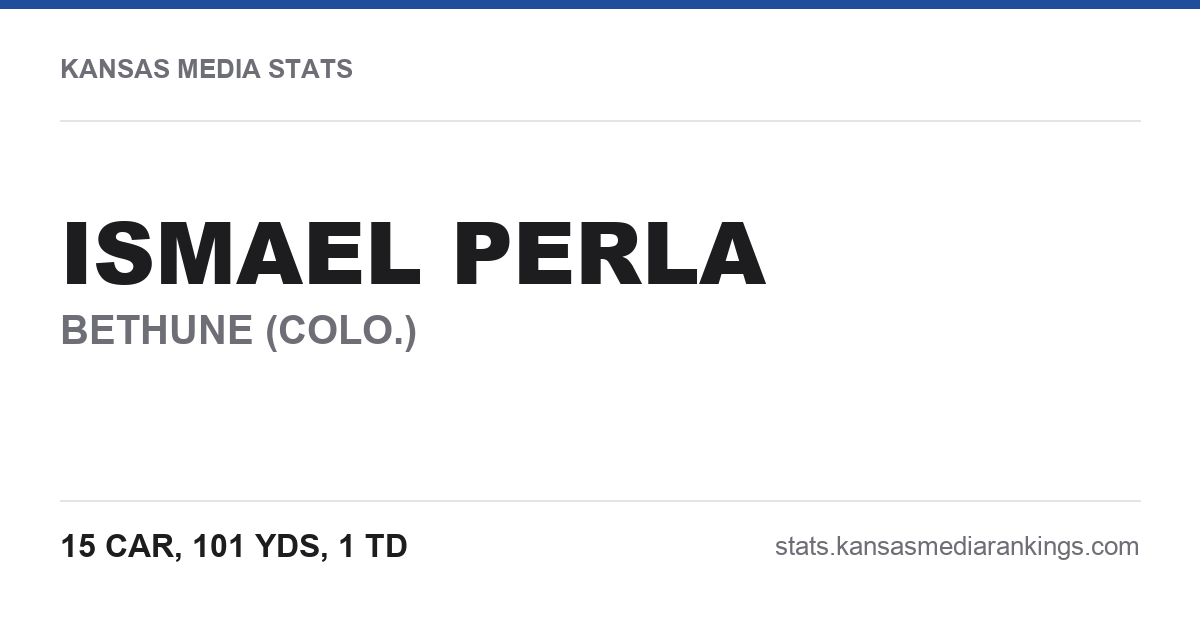 KANSAS MEDIA STATS
ISMAEL PERLA
BETHUNE (COLO.)
15 CAR, 101 YDS, 1 TD
stats.kansasmediarankings.com